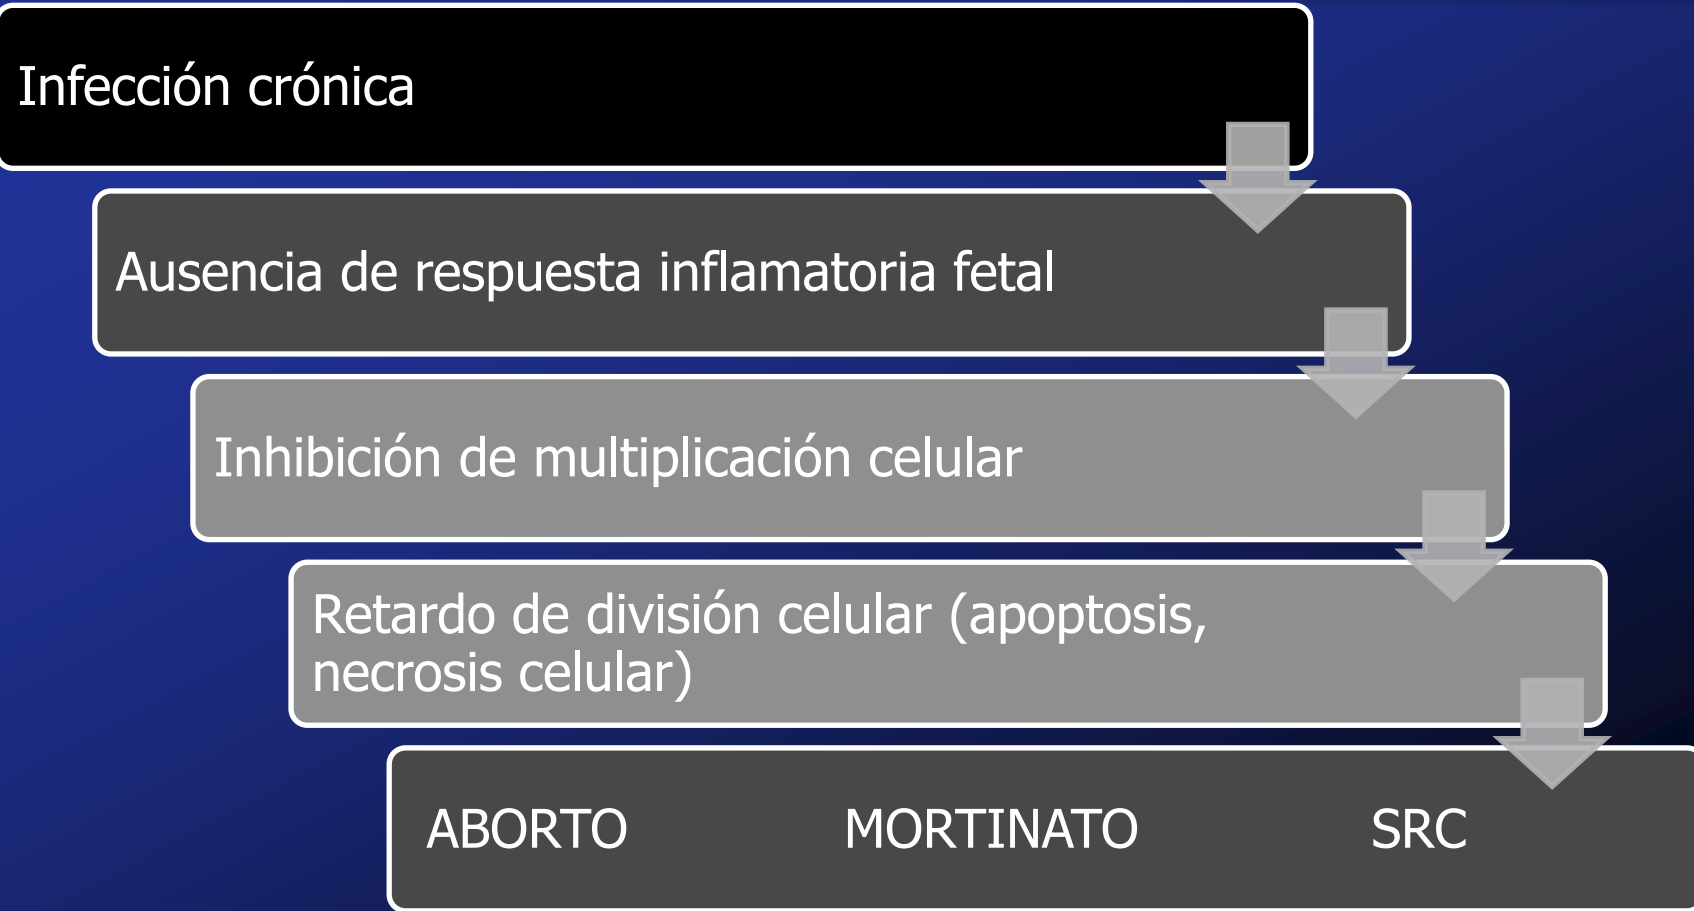 Infección crónica
Ausencia de respuesta inflamatoria fetal
Inhibición de multiplicación celular
Retardo de división celular (apoptosis,
necrosis celular)
ABORTO MORTINATO SRC